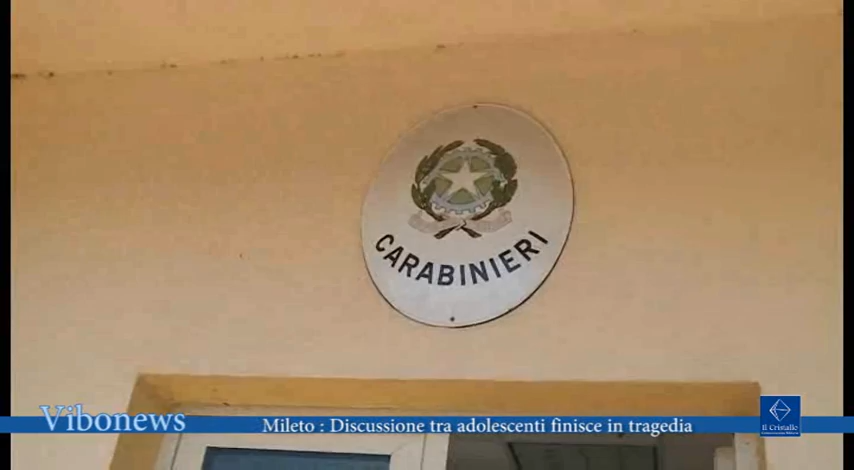 CARABINIERI
Vibonews
Mileto : Discussione tra adolescenti finisce in tragedia
Il Cristallo